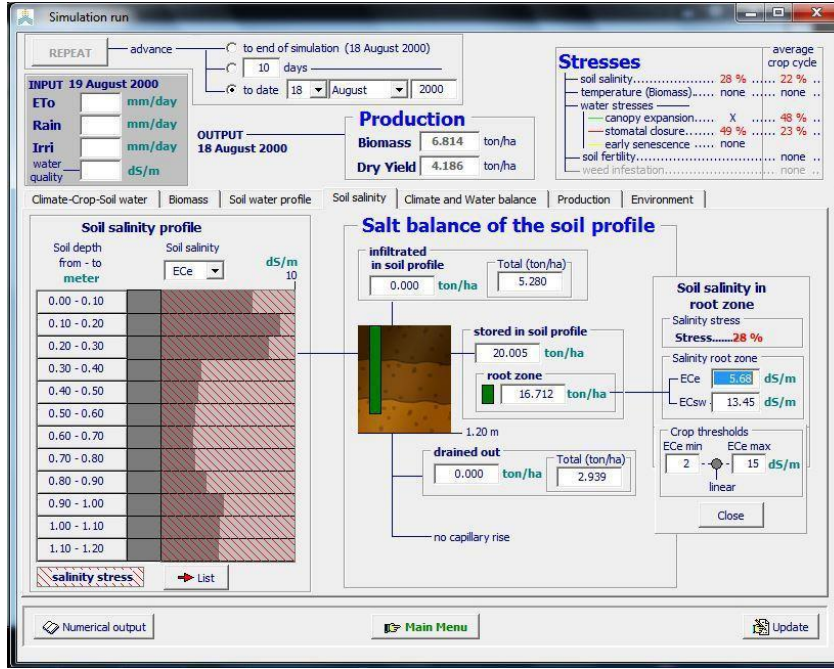 Simulation run
REPEAT
advance
to end of simulation (18 August 2000)
10 days
to date 18 August 2000
INPUT 19 August 2000
ETo mm/day
Rain mm/day
Irri mm/day
water quality dS/m
OUTPUT
18 August 2000
Production
Biomass 6.814 ton/ha
Dry Yield 4.186 ton/ha
Stresses
average
crop cycle
soil salinity 28 % 22 %
temperature (Biomass) none none
water stresses
canopy expansion X 48 %
stomatal closure 49 % 23 %
early senescence none
soil fertility none
weed infestation none
Climate-Crop-Soil water Biomass Soil water profile Soil salinity Climate and Water balance Production Environment
Soil salinity profile
Soil depth
from - to
meter
Soil salinity
ECe
dS/m
10
0.00 - 0.10
0.10 - 0.20
0.20 - 0.30
0.30 - 0.40
0.40 - 0.50
0.50 - 0.60
0.60 - 0.70
0.70 - 0.80
0.80 - 0.90
0.90 - 1.00
1.00 - 1.10
1.10 - 1.20
salinity stress
List
Salt balance of the soil profile
infiltrated
in soil profile
0.000 ton/ha
Total (ton/ha)
5.280
stored in soil profile
20.005 ton/ha
root zone
16.712 ton/ha
1.20 m
drained out
0.000 ton/ha
Total (ton/ha)
2.939
no capillary rise
Soil salinity in
root zone
Salinity stress
Stress......28 %
Salinity root zone
ECe 5.68 dS/m
ECsw 13.45 dS/m
Crop thresholds
ECe min ECe max
2 15 dS/m
linear
Close
Numerical output
Main Menu
Update